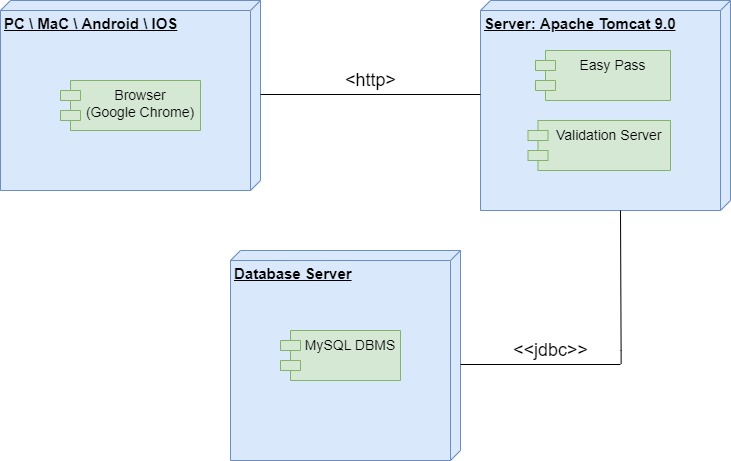 PC \ MaC \ Android \ IOS
Browser
(Google Chrome)
<http>
Server: Apache Tomcat 9.0
Easy Pass
Validation Server
Database Server
MySQL DBMS
<<jdbc>>